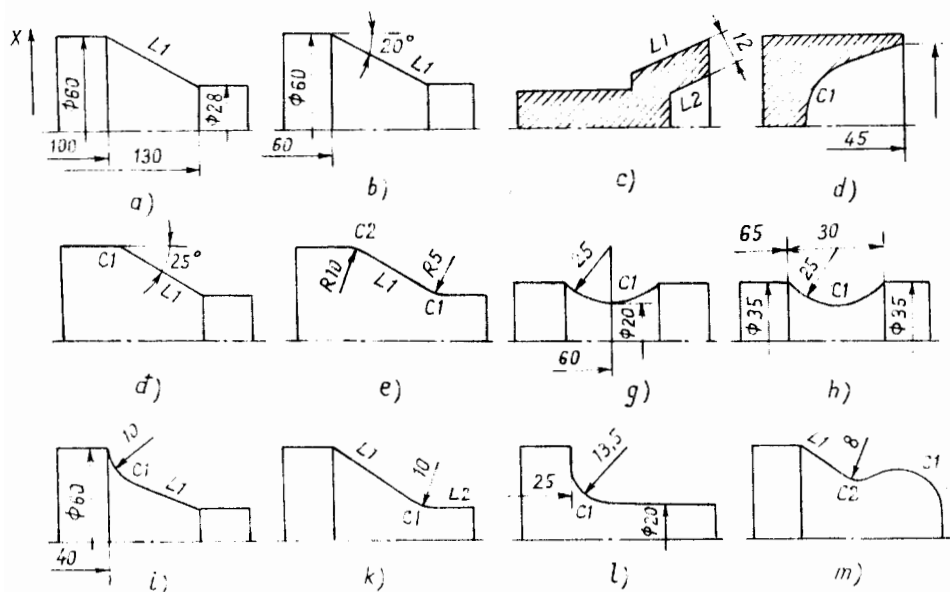 X
Φ60
L1
Φ28
100
130
a)
Φ60
20°
L1
60
b)
L1
12
L2
c)
C1
45
d)
C1
25°
L1
đ)
C2
R10
L1
R5
C1
e)
25
C1
Φ20
60
g)
65
30
25
C1
Φ35
Φ35
h)
10
C1
L1
Φ60
40
i)
L1
10
L2
C1
k)
13,5
25
C1
Φ20
l)
L1
8
C1
C2
m)